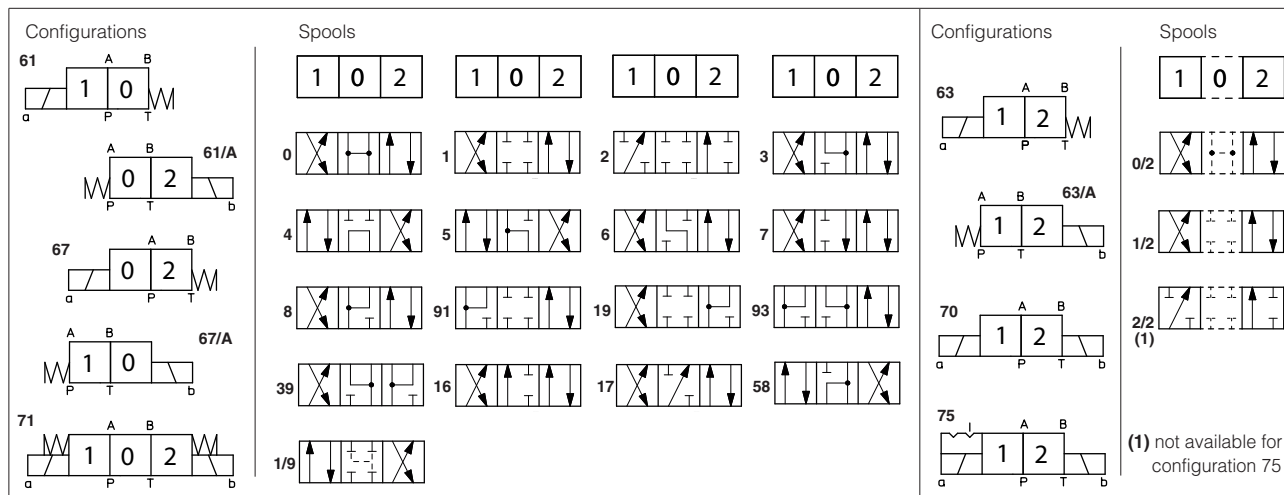 Configurations
Spools
61
A B
1 0
a
P T
61/A
A B
0 2
P T
b
67
A B
0 2
a
P T
67/A
A B
1 0
P T
b
71
A B
1 0 2
a
P T
b
1 0 2
1 0 2
1 0 2
1 0 2
0
1
2
3
4
5
6
7
8
91
19
93
39
16
17
58
1/9
Configurations
Spools
63
A B
1 2
a
P T
63/A
A B
1 2
P T
b
70
A B
1 2
a
P T
b
75
A B
1 2
a
P T
b
1 0 2
0/2
1/2
2/2
(1)
(1) not available for
configuration 75